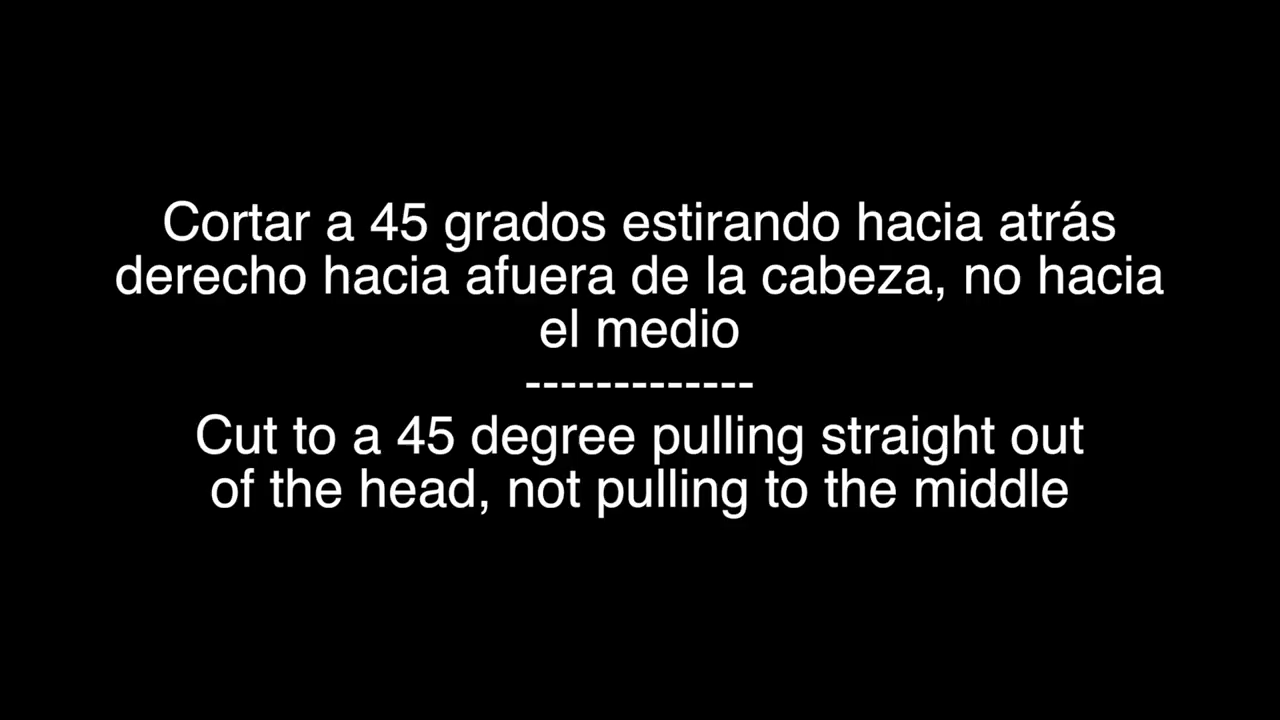 Cortar a 45 grados estirando hacia atrás
derecho hacia afuera de la cabeza, no hacia
el medio
-------------
Cut to a 45 degree pulling straight out
of the head, not pulling to the middle